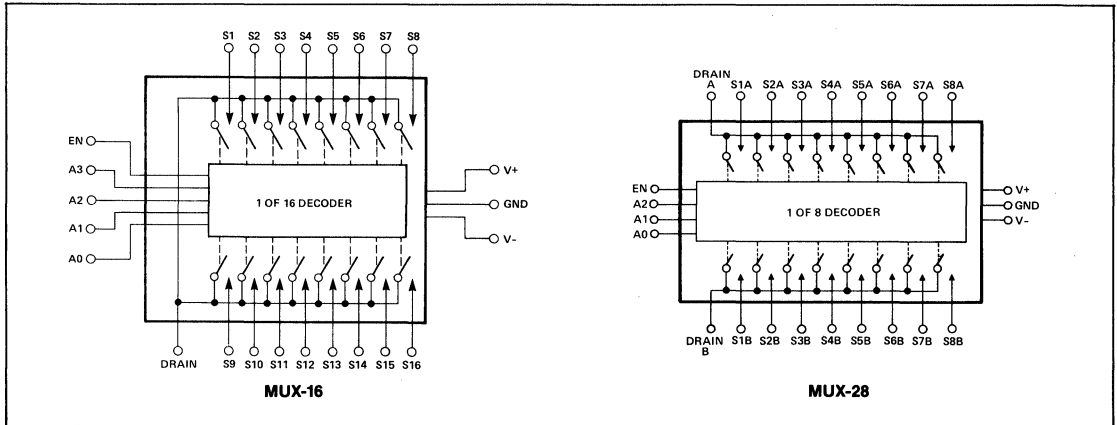 S1 S2 S3 S4 S5 S6 S7 S8
EN
A3
A2
A1
A0
1 OF 16 DECODER
V+
GND
V-
DRAIN S9 S10 S11 S12 S13 S14 S15 S16
MUX-16
DRAIN
A S1A S2A S3A S4A S5A S6A S7A S8A
EN
A2
A1
A0
1 OF 8 DECODER
V+
GND
V-
DRAIN
B S1B S2B S3B S4B S5B S6B S7B S8B
MUX-28